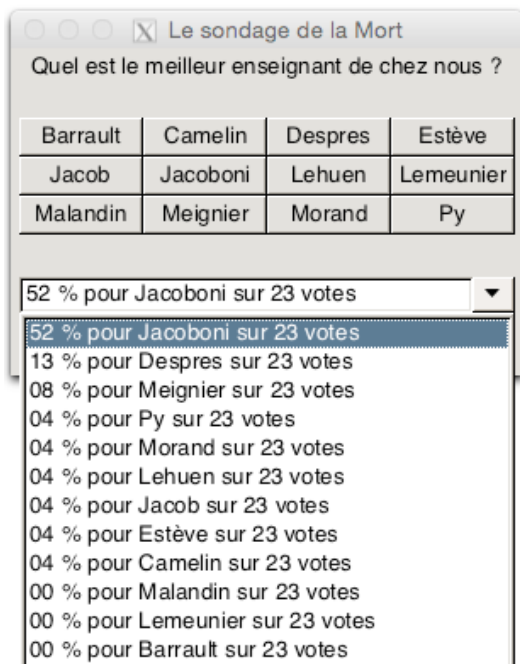 Le sondage de la Mort
Quel est le meilleur enseignant de chez nous ?
Barrault Camelin Despres Estève
Jacob Jacoboni Lehuen Lemeunier
Malandin Meignier Morand Py
52 % pour Jacoboni sur 23 votes
52 % pour Jacoboni sur 23 votes
13 % pour Despres sur 23 votes
08 % pour Meignier sur 23 votes
04 % pour Py sur 23 votes
04 % pour Morand sur 23 votes
04 % pour Lehuen sur 23 votes
04 % pour Jacob sur 23 votes
04 % pour Estève sur 23 votes
04 % pour Camelin sur 23 votes
00 % pour Malandin sur 23 votes
00 % pour Lemeunier sur 23 votes
00 % pour Barrault sur 23 votes